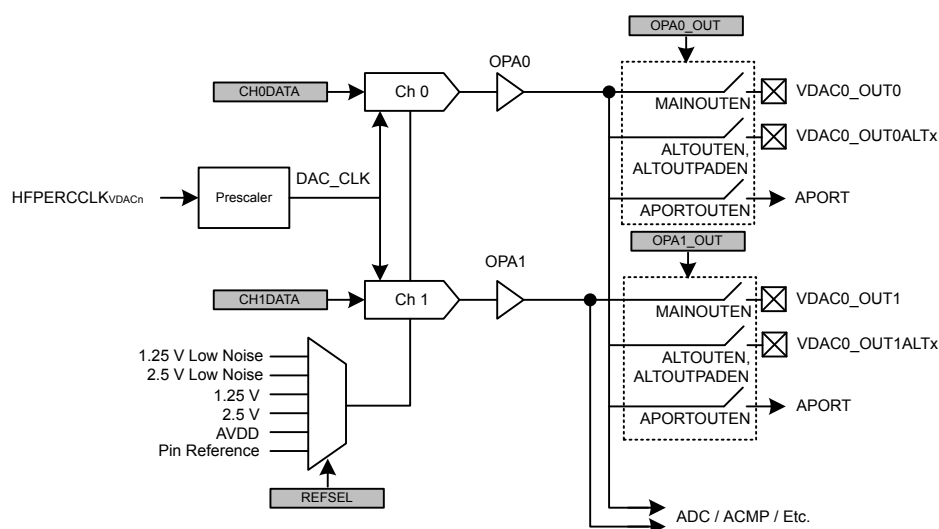 OPA0_OUT
OPA0
CH0DATA
Ch 0
VDAC0_OUT0
MAINOUTEN
VDAC0_OUT0ALTx
ALTOUTEN,
ALTOUTPADEN
DAC_CLK
HFPERCCLKVDACn
Prescaler
APORT
APORTOUTEN
OPA1_OUT
OPA1
CH1DATA
Ch 1
VDAC0_OUT1
MAINOUTEN
VDAC0_OUT1ALTx
ALTOUTEN,
ALTOUTPADEN
1.25 V Low Noise
2.5 V Low Noise
1.25 V
2.5 V
AVDD
Pin Reference
APORT
APORTOUTEN
REFSEL
ADC / ACMP / Etc.